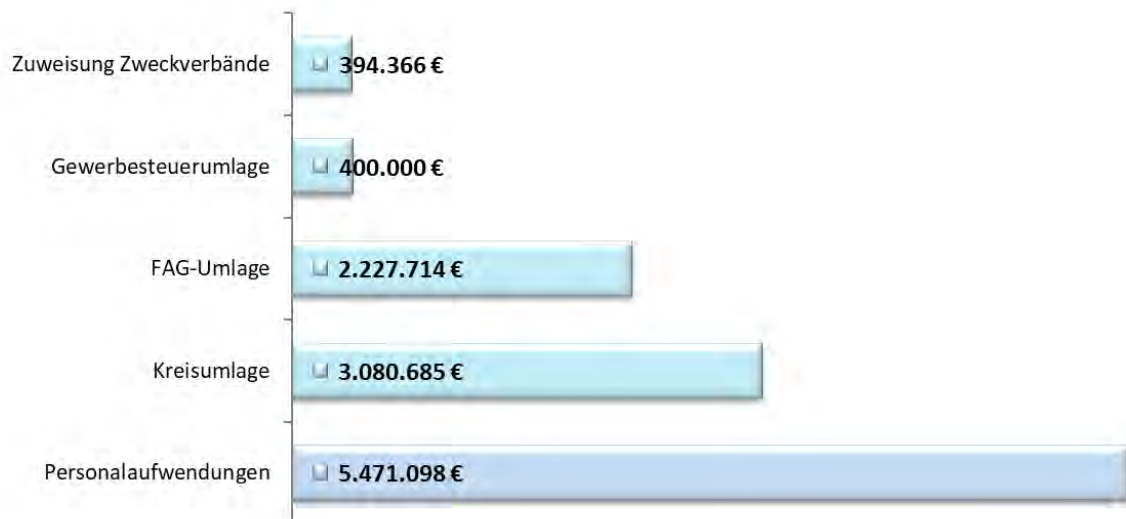 Zuweisung Zweckverbände 394.366 €
Gewerbesteuerumlage 400.000 €
FAG-Umlage 2.227.714 €
Kreisumlage 3.080.685 €
Personalaufwendungen 5.471.098 €